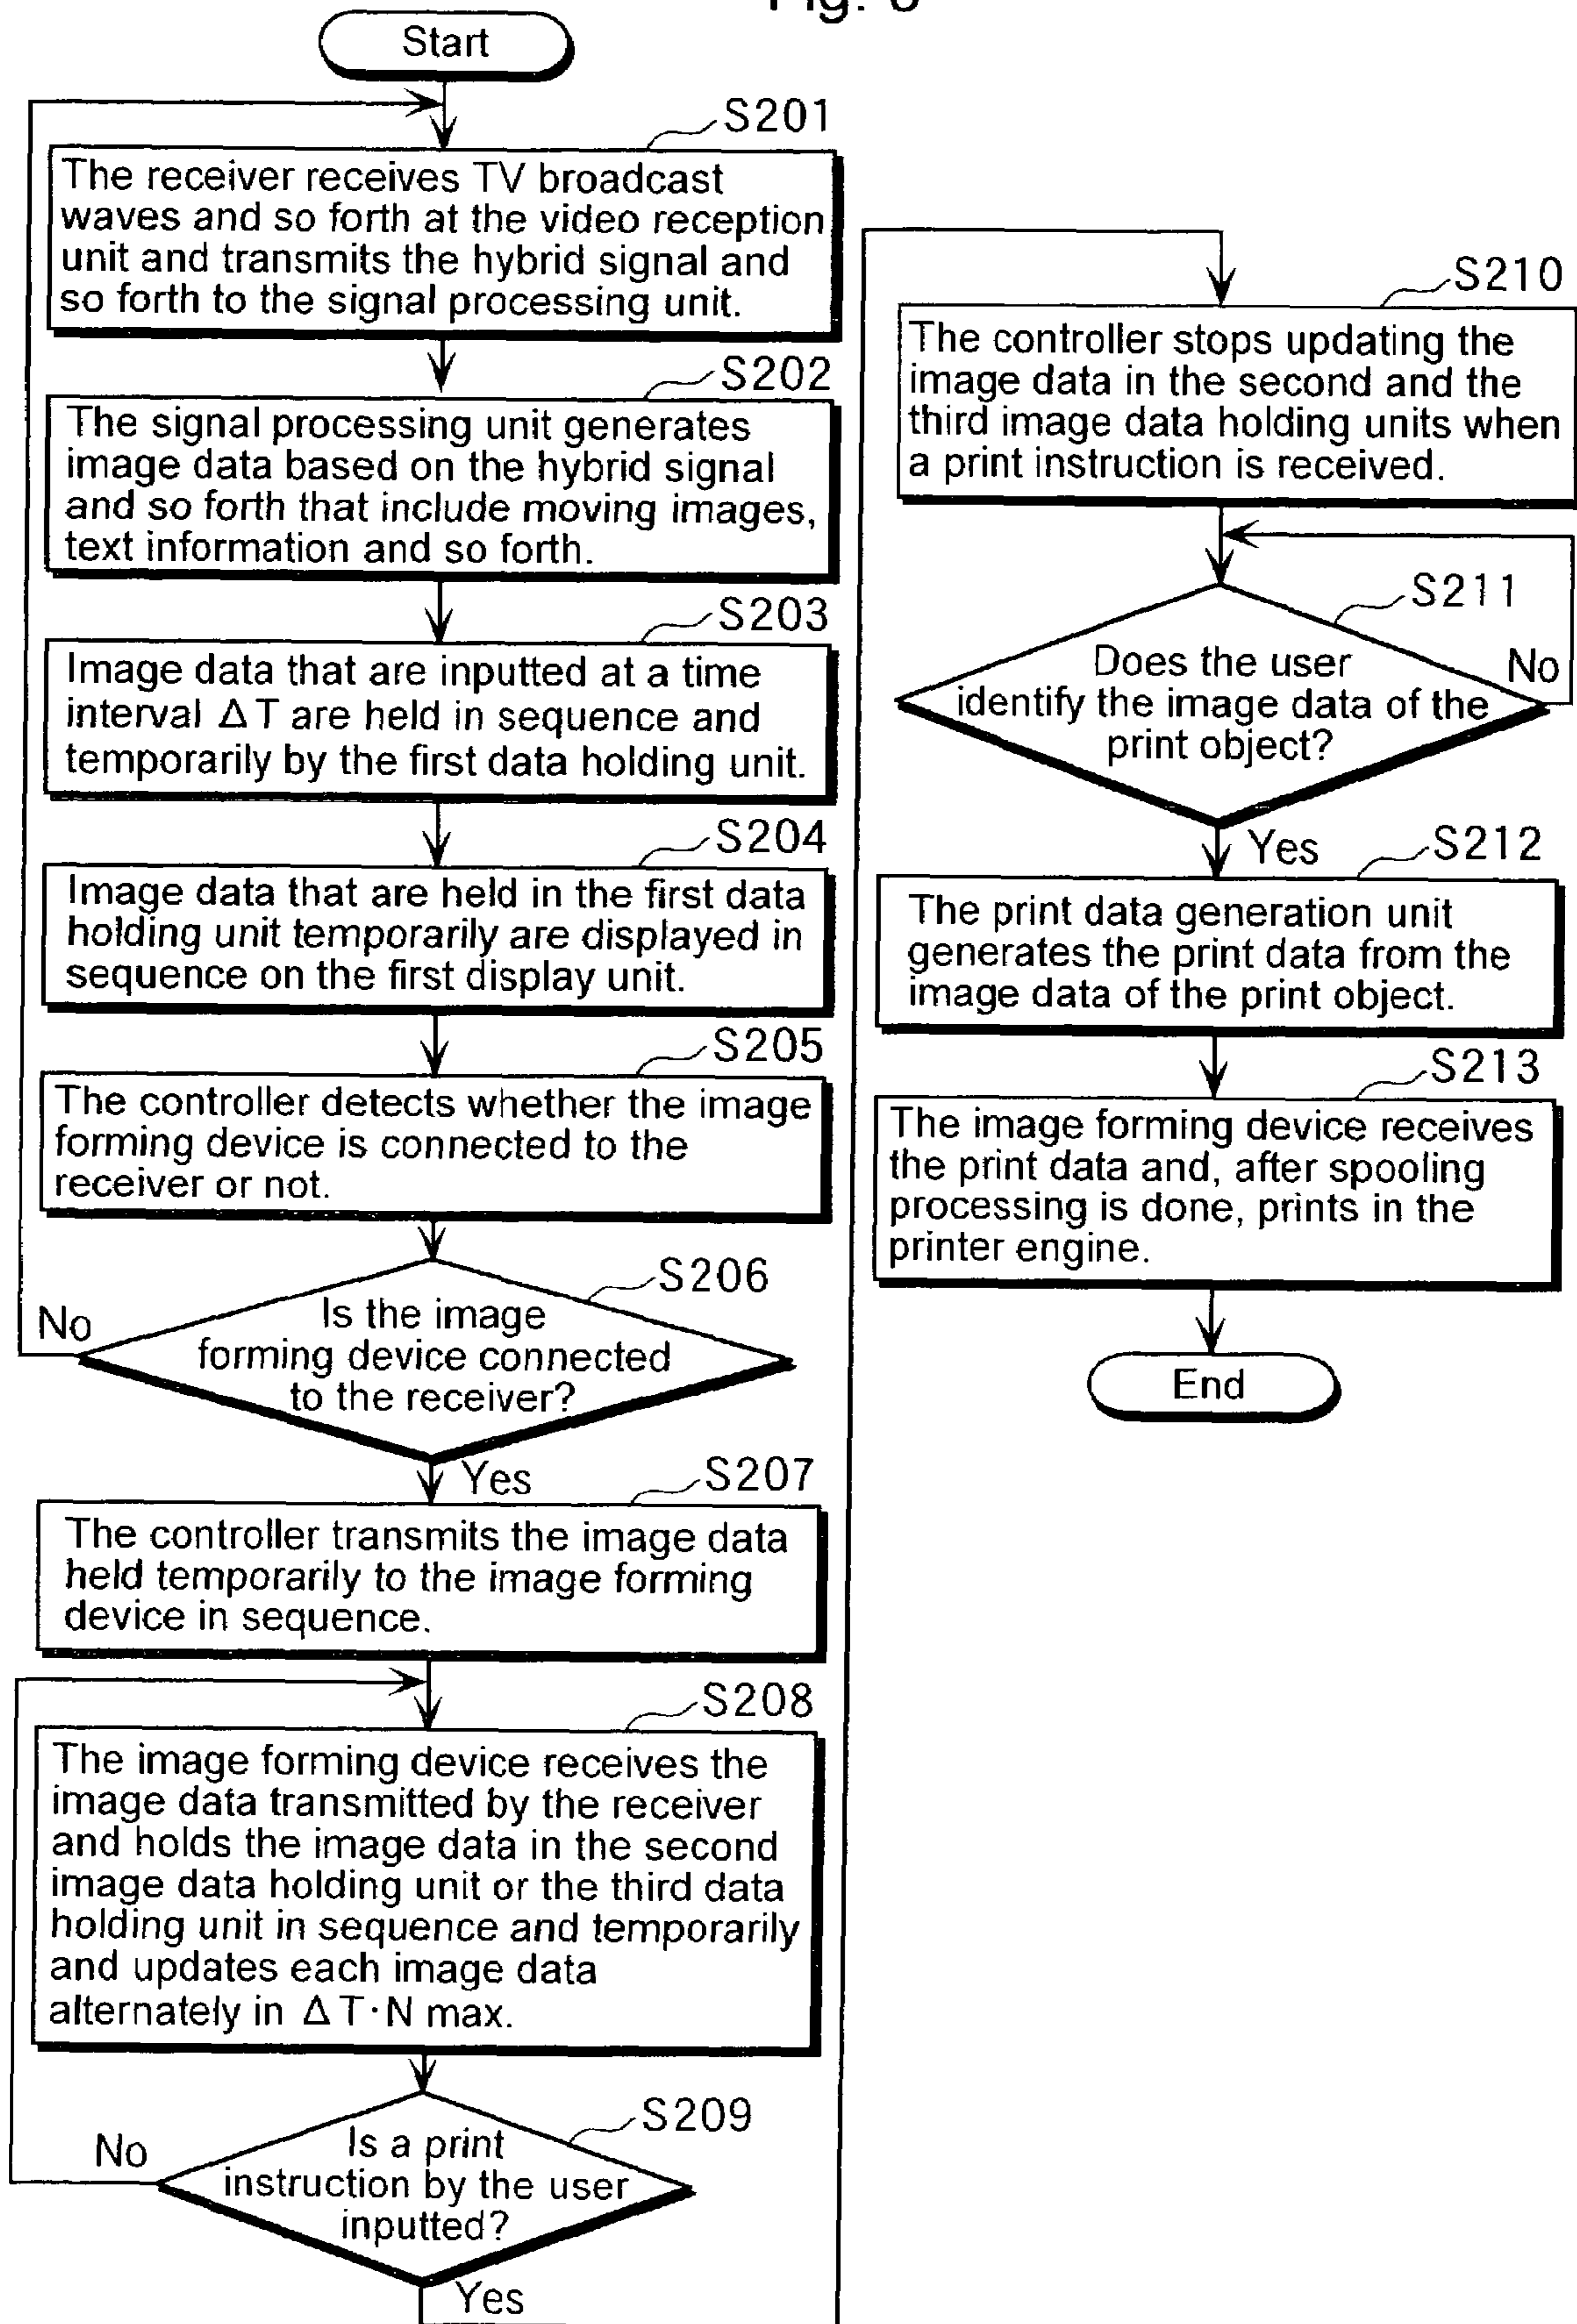 Start
S201
The receiver receives TV broadcast
waves and so forth at the video reception
unit and transmits the hybrid signal and
so forth to the signal processing unit.
S202
The signal processing unit generates
image data based on the hybrid signal
and so forth that include moving images,
text information and so forth.
S203
Image data that are inputted at a time
interval ΔT are held in sequence and
temporarily by the first data holding unit.
S204
Image data that are held in the first data
holding unit temporarily are displayed in
sequence on the first display unit.
S205
The controller detects whether the image
forming device is connected to the
receiver or not.
S206
No
Is the image
forming device connected
to the receiver?
Yes
S207
The controller transmits the image data
held temporarily to the image forming
device in sequence.
S208
The image forming device receives the
image data transmitted by the receiver
and holds the image data in the second
image data holding unit or the third data
holding unit in sequence and temporarily
and updates each image data
alternately in ΔT·N max.
S209
No
Is a print
instruction by the user
inputted?
Yes
S210
The controller stops updating the
image data in the second and the
third image data holding units when
a print instruction is received.
S211
Does the user
identify the image data of the
print object?
No
Yes
S212
The print data generation unit
generates the print data from the
image data of the print object.
S213
The image forming device receives
the print data and, after spooling
processing is done, prints in the
printer engine.
End